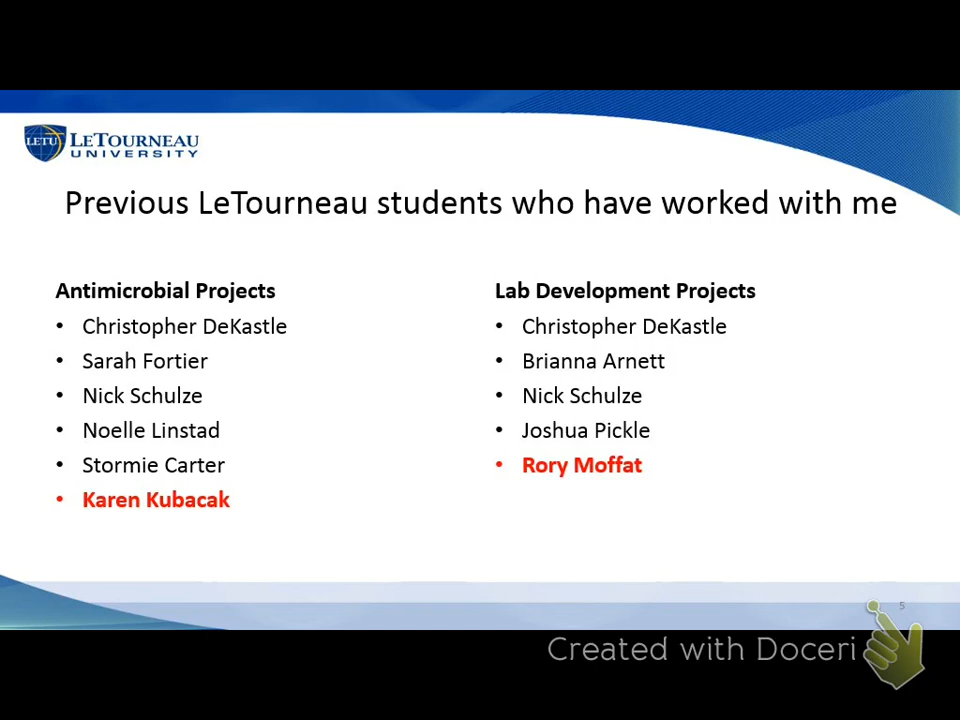 LETU LETOURNEAU
UNIVERSITY
Previous LeTourneau students who have worked with me
Antimicrobial Projects
• Christopher DeKastle
• Sarah Fortier
• Nick Schulze
• Noelle Linstad
• Stormie Carter
• Karen Kubacak
Lab Development Projects
• Christopher DeKastle
• Brianna Arnett
• Nick Schulze
• Joshua Pickle
• Rory Moffat
5
Created with Doceri